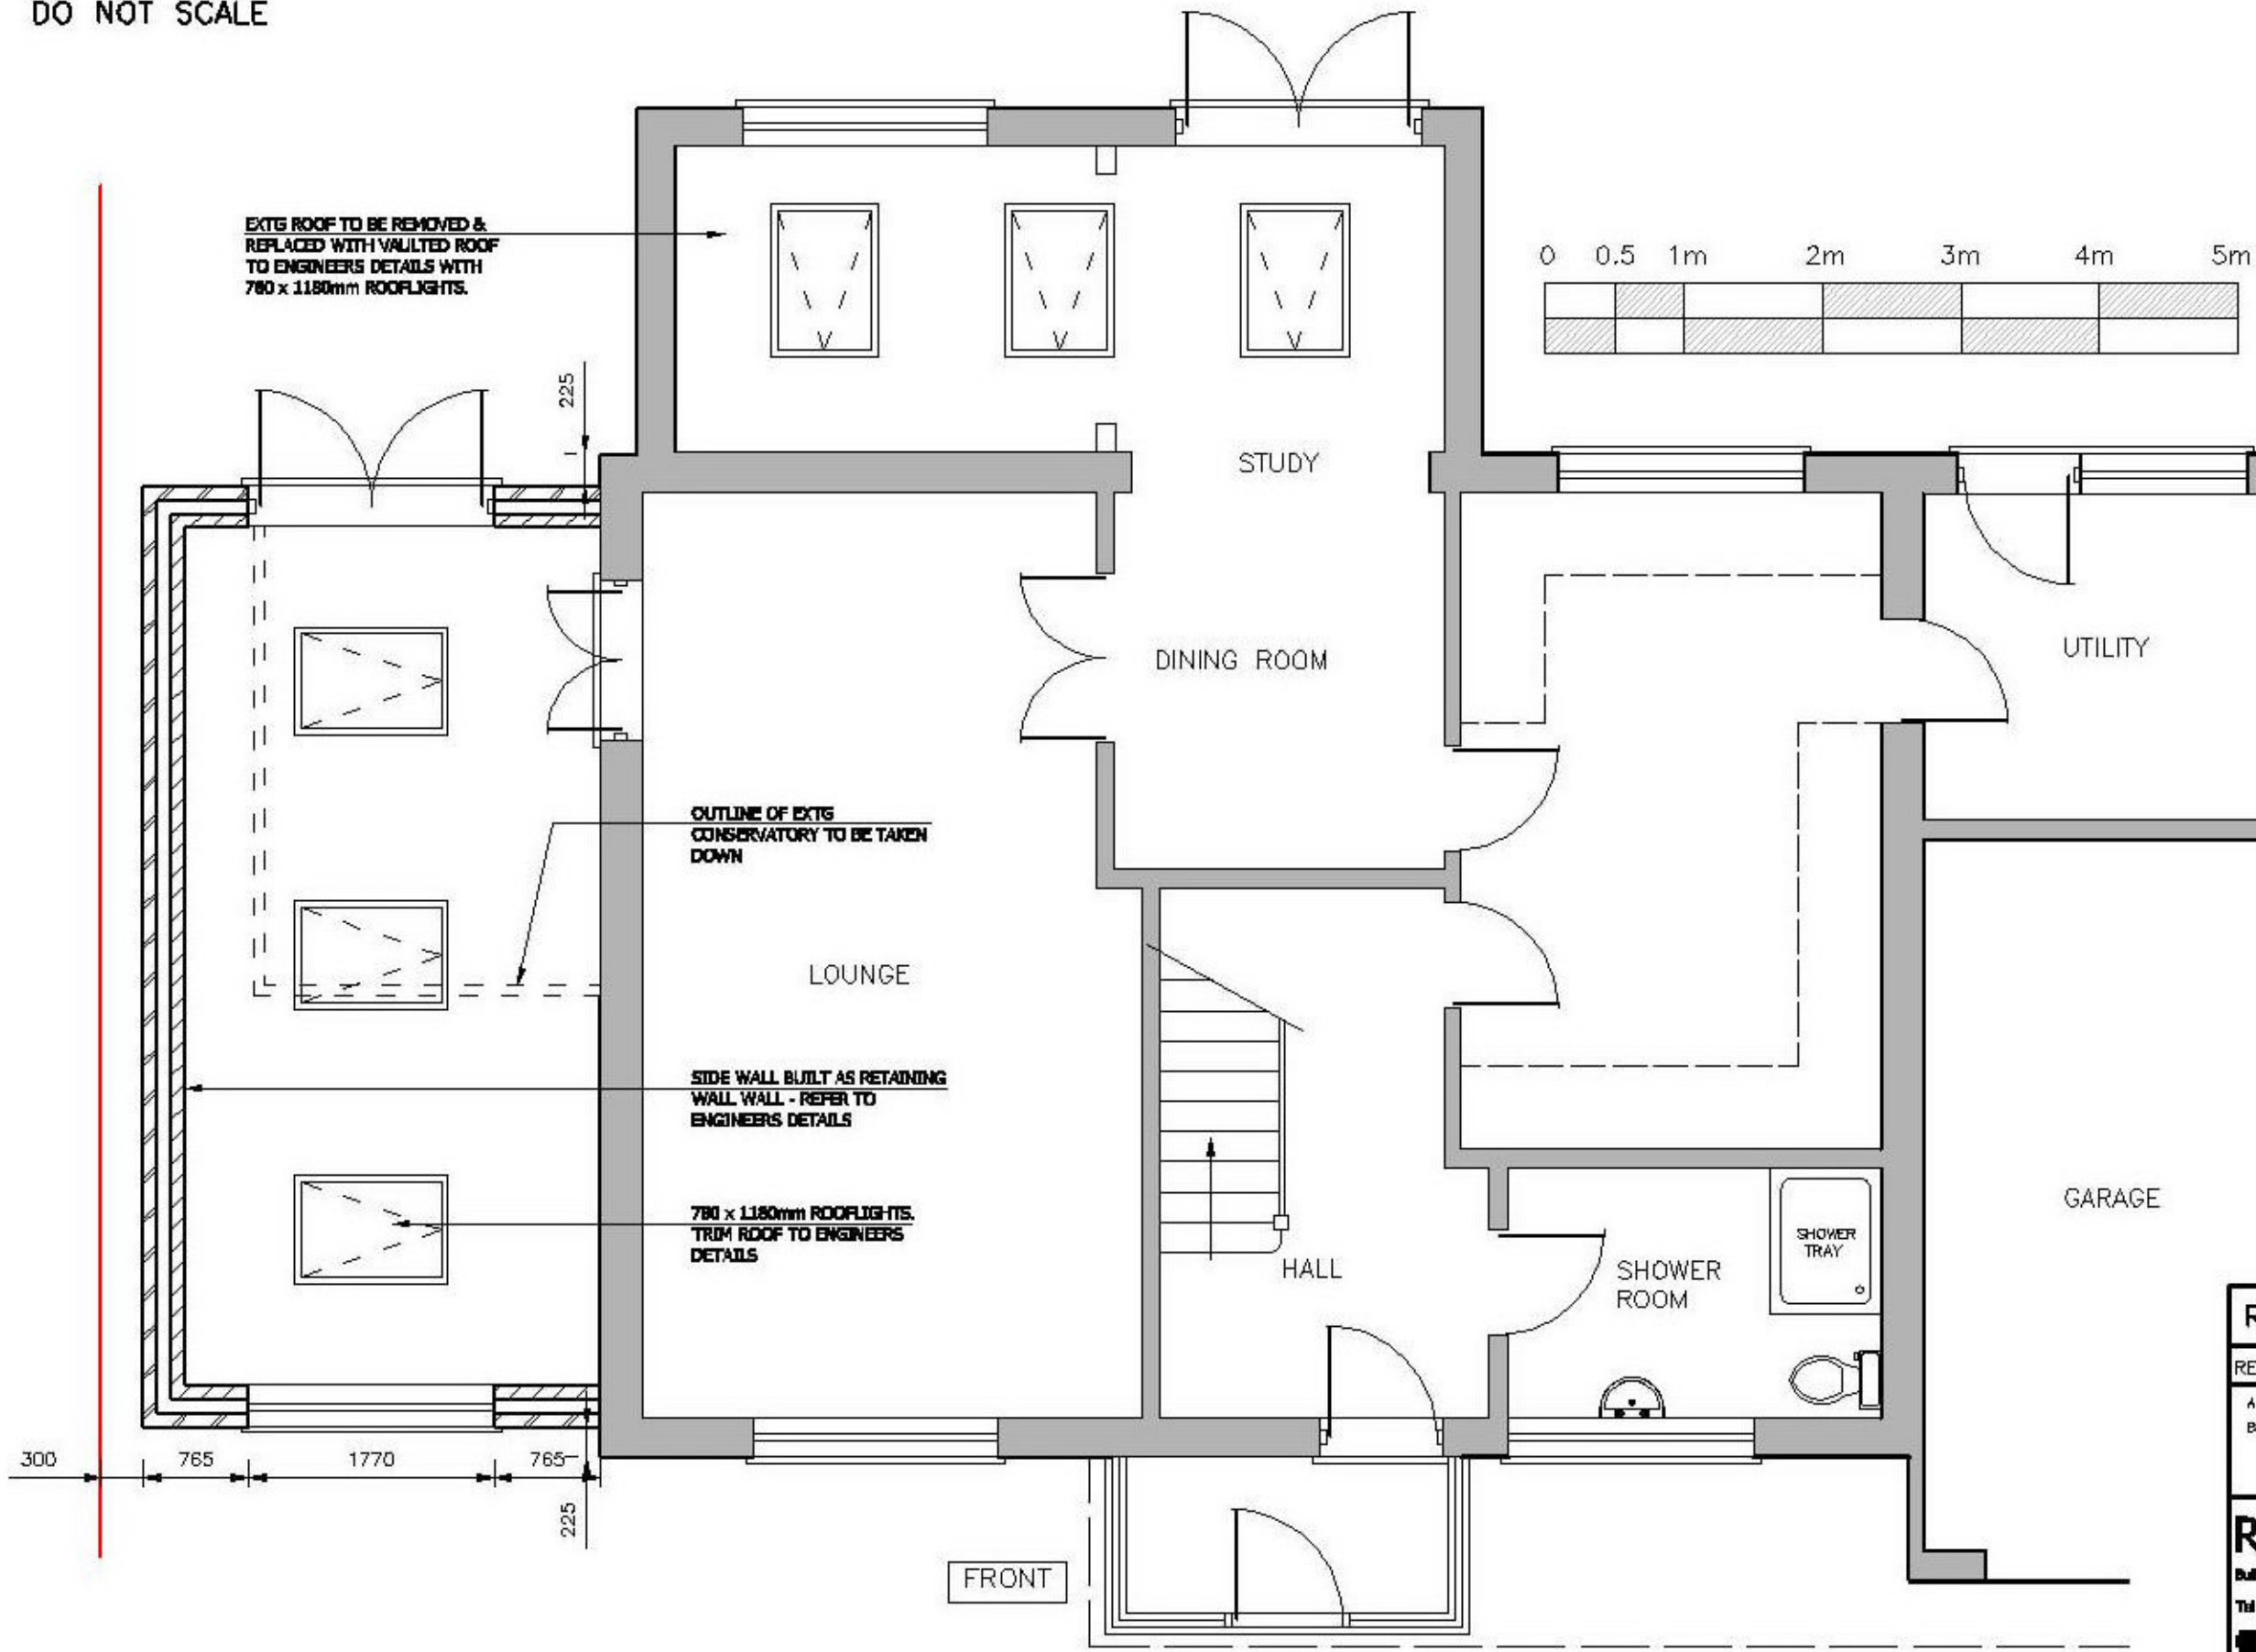 DO NOT SCALE
EXTG ROOF TO BE REMOVED &
REPLACED WITH VAULTED ROOF
TO ENGINEERS DETAILS WITH
780 x 1180mm ROOFLIGHTS.
0 0.5 1m 2m 3m 4m 5m
225
STUDY
DINING ROOM
UTILITY
OUTLINE OF EXTG
CONSERVATORY TO BE TAKEN
DOWN
LOUNGE
SIDE WALL BUILT AS RETAINING
WALL WALL - REFER TO
ENGINEERS DETAILS
780 x 1180mm ROOFLIGHTS.
TRIM ROOF TO ENGINEERS
DETAILS
HALL
SHOWER
ROOM
SHOWER
TRAY
GARAGE
300 765 1770 765
225
FRONT
R
RE
A
B
R
Bui
Tel